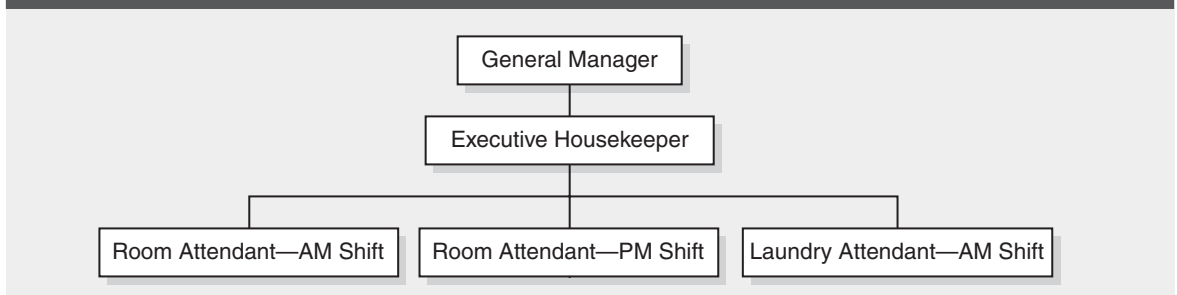 General Manager
Executive Housekeeper
Room Attendant—AM Shift
Room Attendant—PM Shift
Laundry Attendant—AM Shift